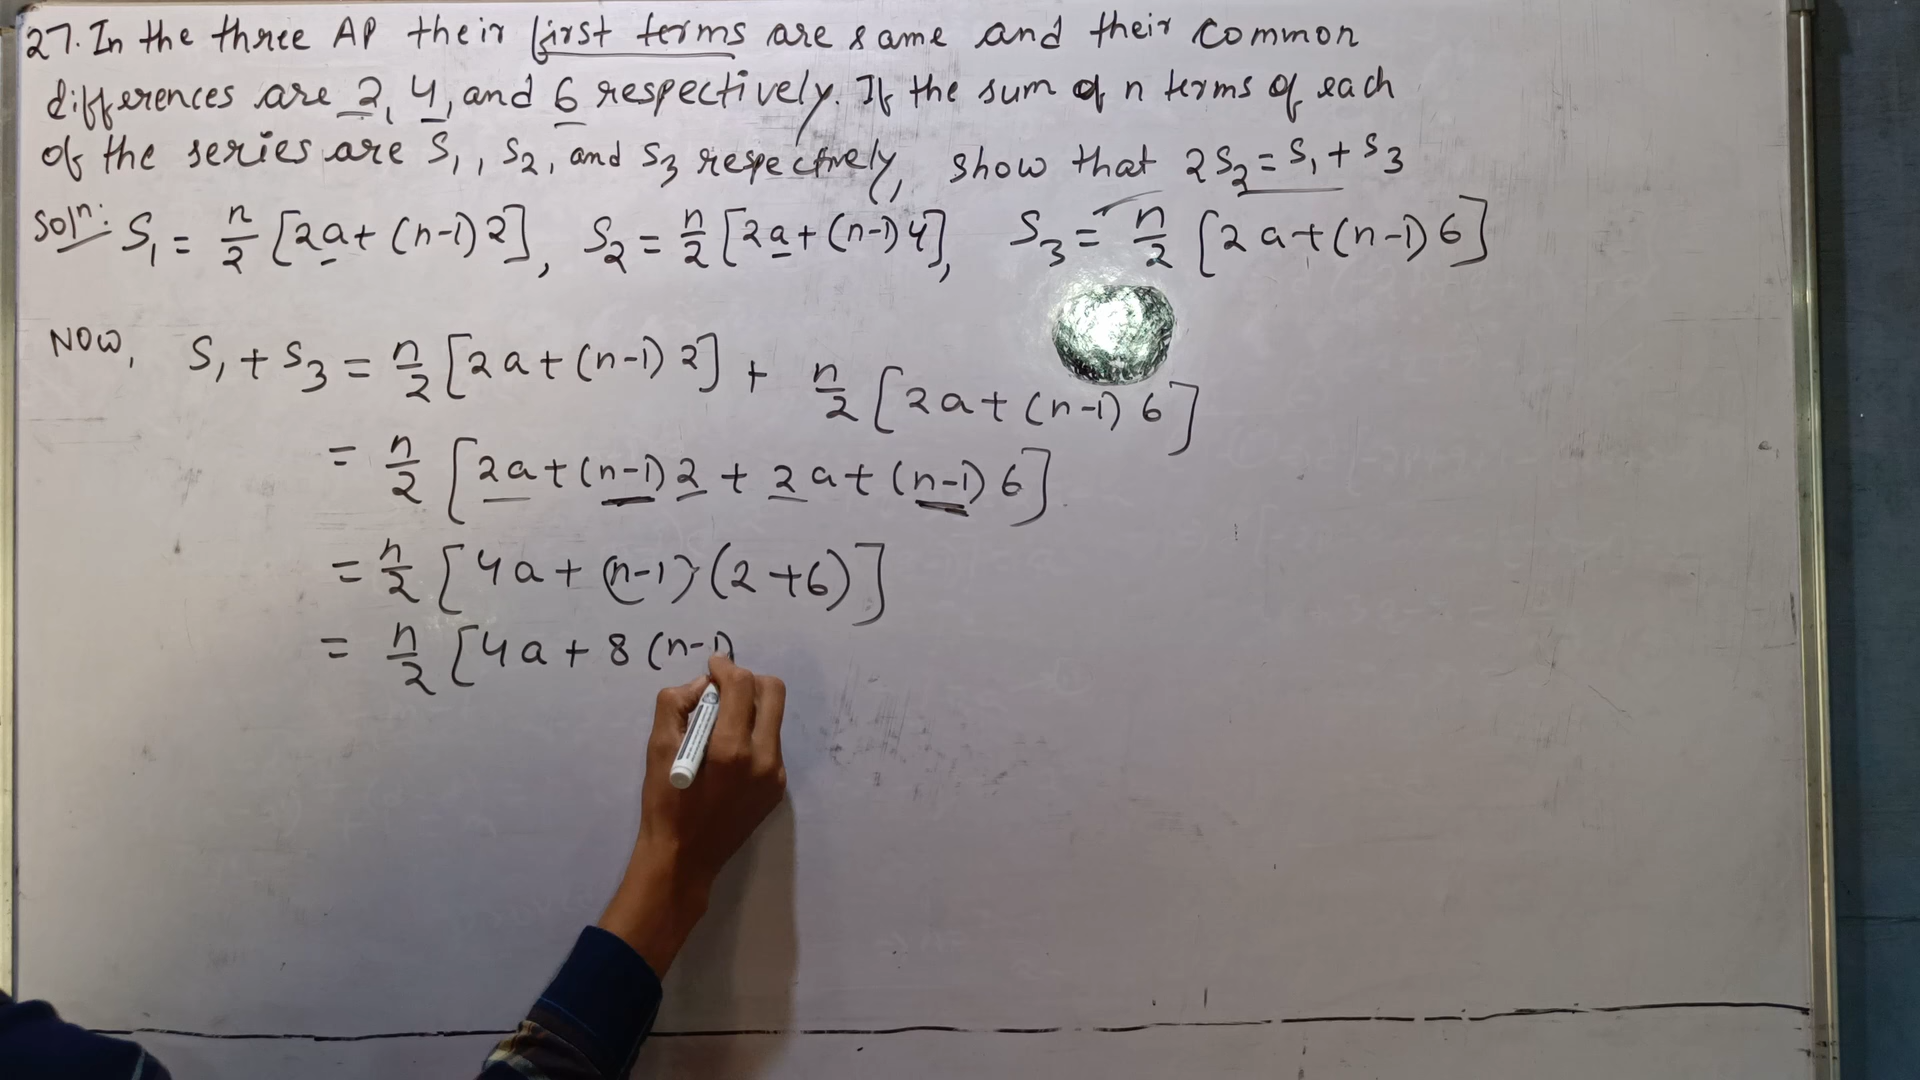 27. In the three AP their first terms are same and their common
differences are 2, 4, and 6 respectively. If the sum of n terms of each
of the series are S₁, S₂, and S₃ respectively, show that 2S₂ = S₁ + S₃
Solⁿ: S₁ = n/2 [2a + (n-1) 2], S₂ = n/2 [2a + (n-1) 4], S₃ = n/2 [2a + (n-1) 6]
Now, S₁ + S₃ = n/2 [2a + (n-1) 2] + n/2 [2a + (n-1) 6]
= n/2 [2a + (n-1) 2 + 2a + (n-1) 6]
= n/2 [4a + (n-1) (2+6)]
= n/2 [4a + 8 (n-1)